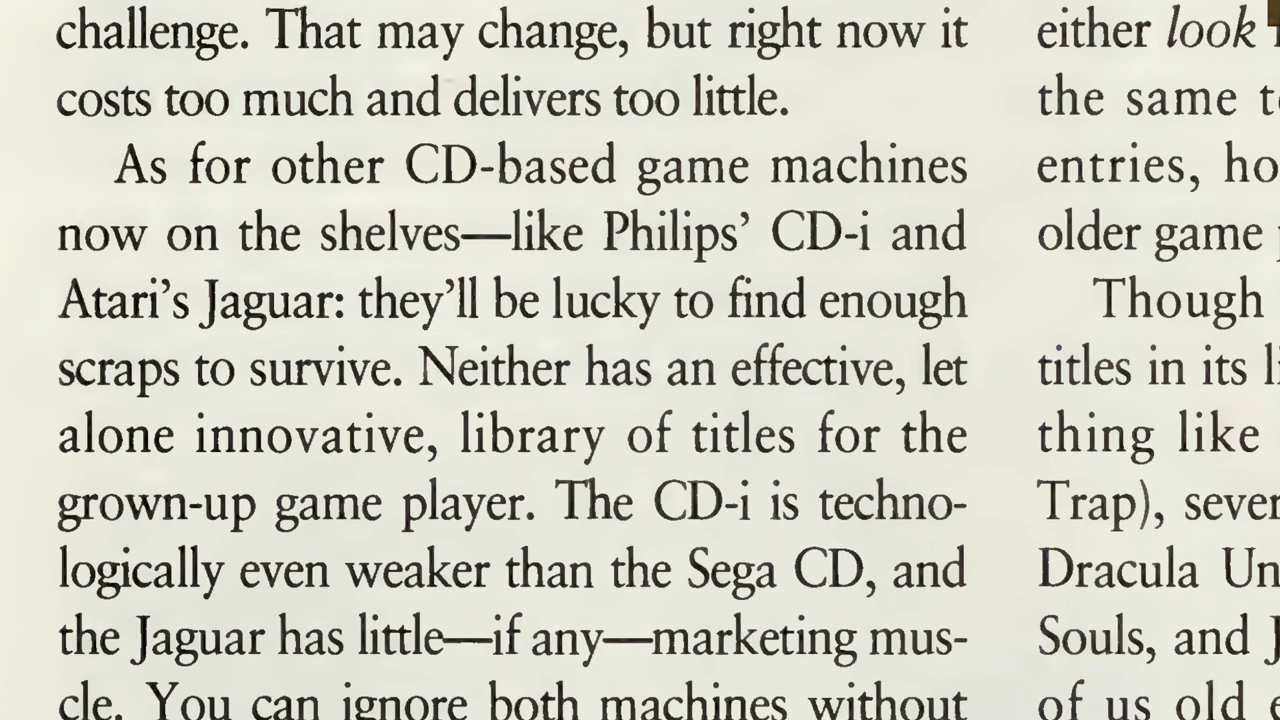 challenge. That may change, but right now it
costs too much and delivers too little.
As for other CD-based game machines
now on the shelves—like Philips’ CD-i and
Atari’s Jaguar: they’ll be lucky to find enough
scraps to survive. Neither has an effective, let
alone innovative, library of titles for the
grown-up game player. The CD-i is techno-
logically even weaker than the Sega CD, and
the Jaguar has little—if any—marketing mus-
cle. You can ignore both machines without
either look
the same
entries,
older game
Though
titles in its
thing like
Trap),
Dracula
Souls, and
of us old